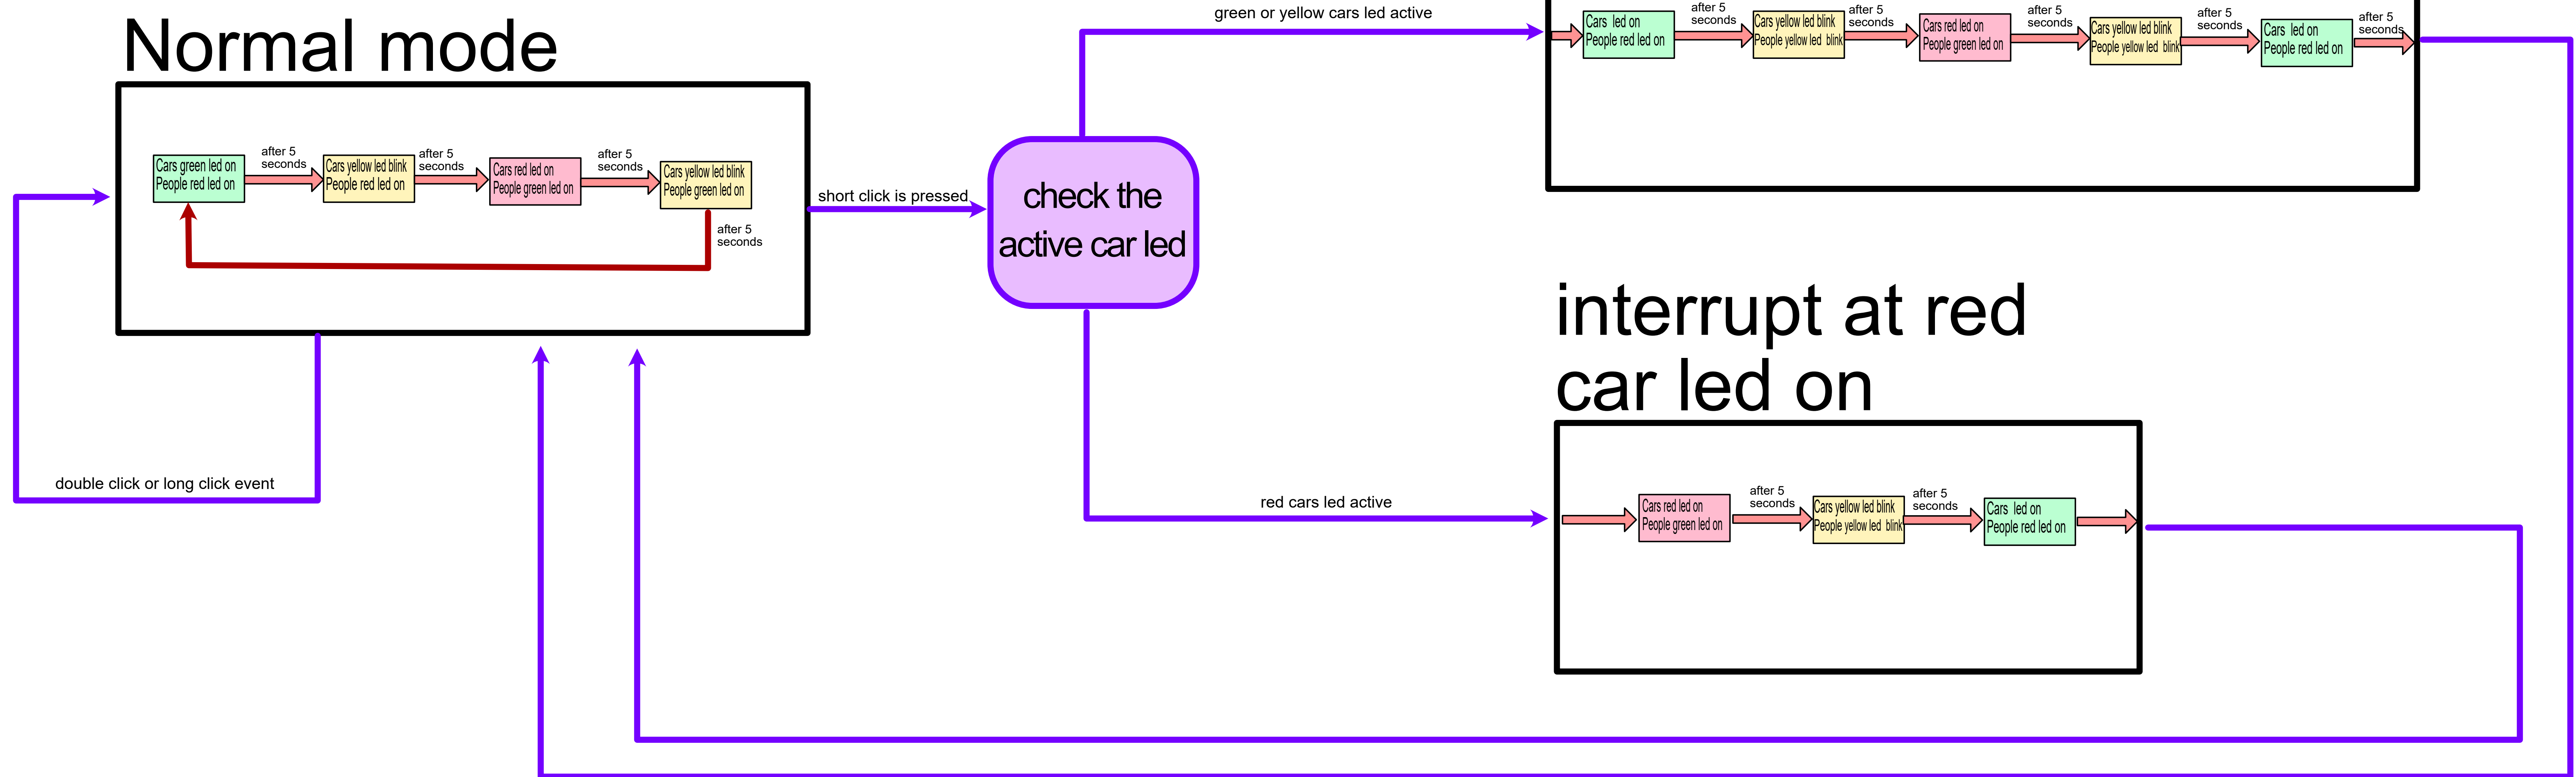 Normal mode
Cars green led on
People red led on
after 5
seconds
Cars yellow led blink
People red led on
after 5
seconds
Cars red led on
People green led on
after 5
seconds
Cars yellow led blink
People green led on
after 5
seconds
double click or long click event
short click is pressed
check the
active car led
green or yellow cars led active
Cars led on
People red led on
after 5
seconds
Cars yellow led blink
People yellow led blink
after 5
seconds
Cars red led on
People green led on
after 5
seconds
Cars yellow led blink
People yellow led blink
after 5
seconds
Cars led on
People red led on
after 5
seconds
red cars led active
interrupt at red
car led on
Cars red led on
People green led on
after 5
seconds
Cars yellow led blink
People yellow led blink
after 5
seconds
Cars led on
People red led on